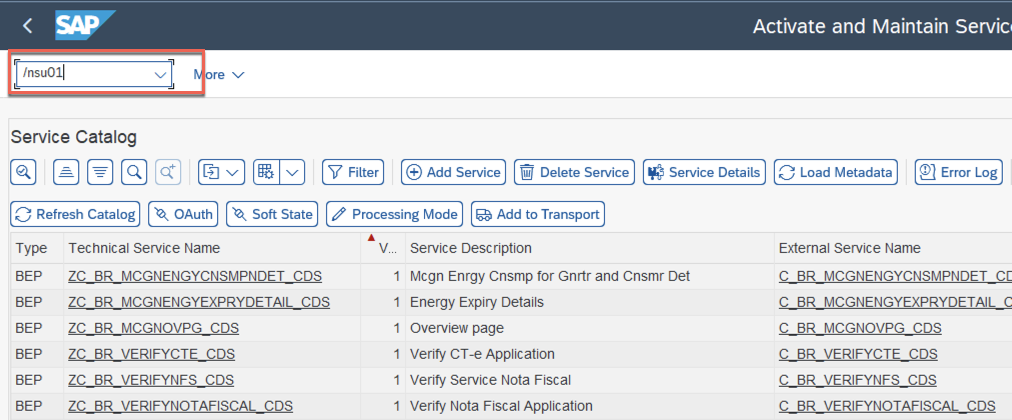 SAP Activate and Maintain Servic
/nsu01 More
Service Catalog
Filter Add Service Delete Service Service Details Load Metadata Error Log
Refresh Catalog OAuth Soft State Processing Mode Add to Transport
Type Technical Service Name V... Service Description External Service Name
BEP ZC_BR_MCGNENGYCNSMPNDET_CDS 1 Mcgn Enrgy Cnsmp for Gnrtr and Cnsmr Det C_BR_MCGNENGYCNSMPNDET_CD
BEP ZC_BR_MCGNENGYEXPRYDETAIL_CDS 1 Energy Expiry Details C_BR_MCGNENGYEXPRYDETAIL_C
BEP ZC_BR_MCGNOVPG_CDS 1 Overview page C_BR_MCGNOVPG_CDS
BEP ZC_BR_VERIFYCTE_CDS 1 Verify CT-e Application C_BR_VERIFYCTE_CDS
BEP ZC_BR_VERIFYNFS_CDS 1 Verify Service Nota Fiscal C_BR_VERIFYNFS_CDS
BEP ZC_BR_VERIFYNOTAFISCAL_CDS 1 Verify Nota Fiscal Application C_BR_VERIFYNOTAFISCAL_CDS